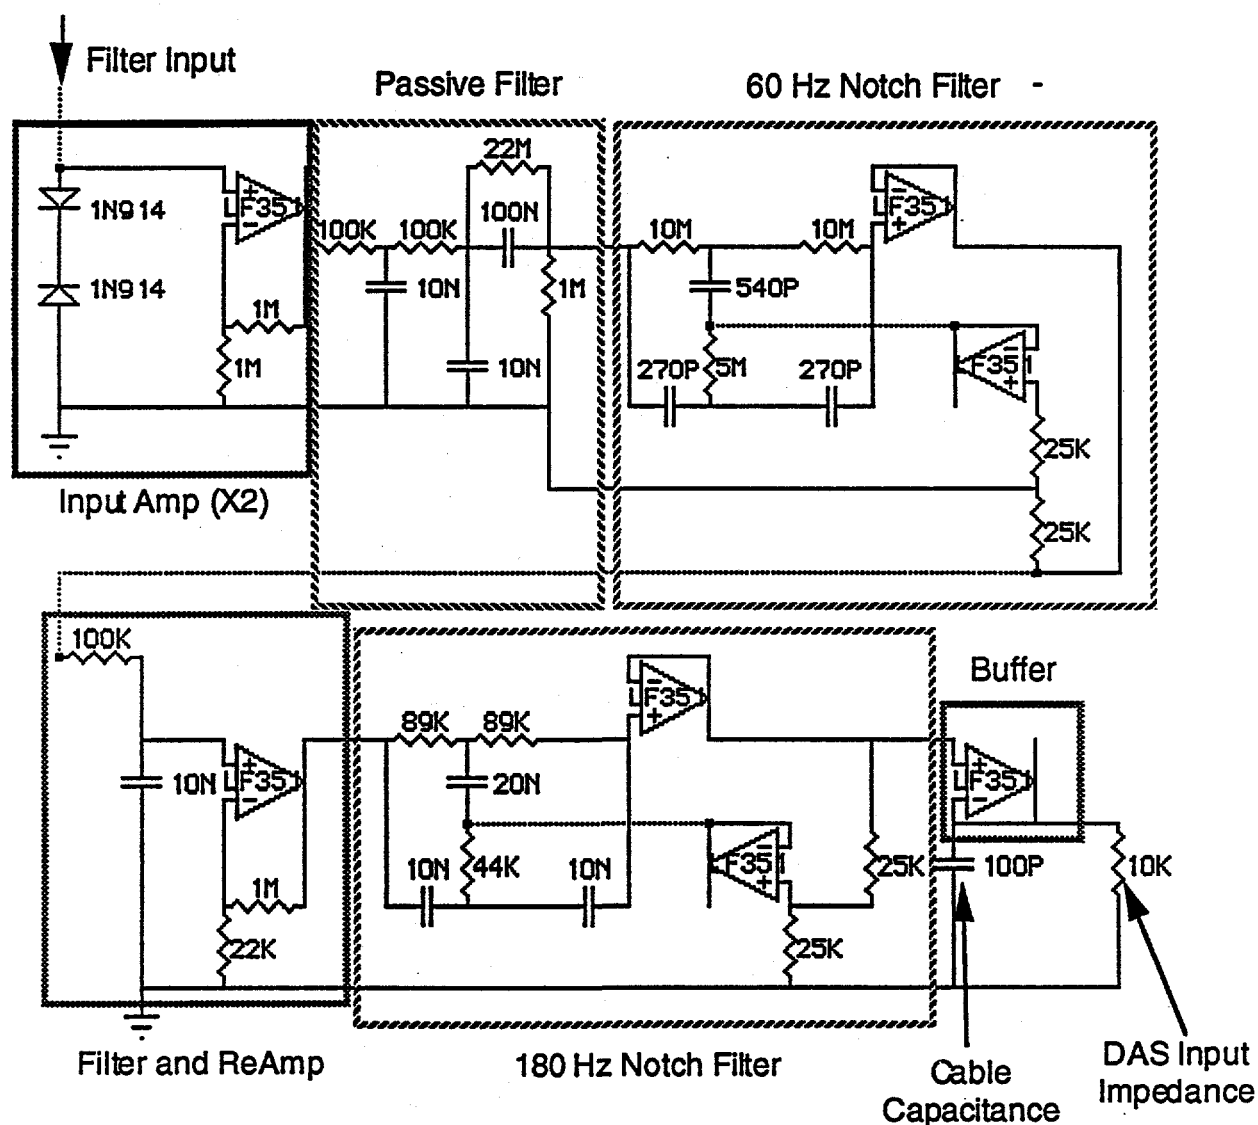 Filter Input
Passive Filter
60 Hz Notch Filter -
1N914
1N914
+
LF351
-
1M
1M
100K
100K
22M
100N
10N
10N
1M
10M
10M
-
LF351
+
540P
5M
270P
270P
-
LF351
+
25K
25K
Input Amp (X2)
100K
10N
+
LF351
-
1M
22K
89K
89K
20N
44K
10N
10N
-
LF351
+
-
LF351
+
25K
25K
Buffer
+
LF351
-
100P
10K
Filter and ReAmp
180 Hz Notch Filter
Cable
Capacitance
DAS Input
Impedance